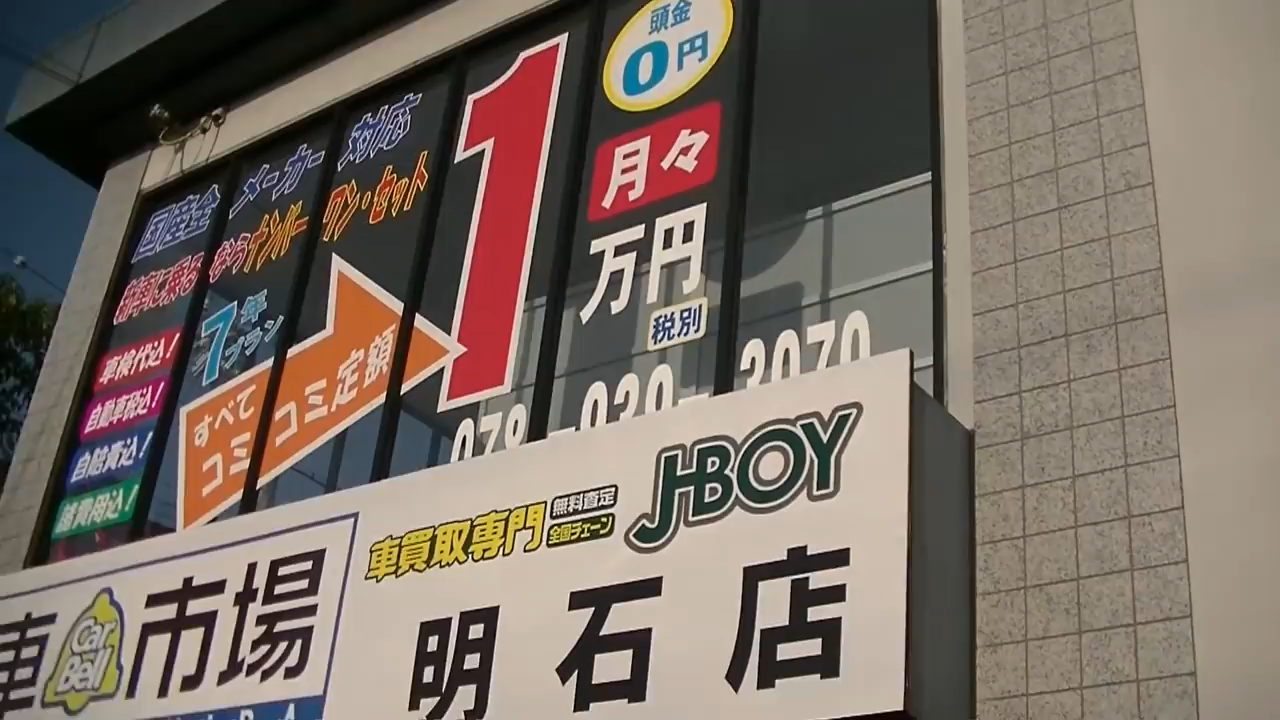 頭金
0円
国産全メーカー対応
新車に乗るならナンバーワン・セット
1
月々
万円
税別
7年
プラン
車検代込!
自動車税込!
自賠責込!
諸費用込!
すべて
コミコミ定額
078-939-3070
車買取専門
無料査定
全国チェーン
J-BOY
車
Car
Bell
市場
明石店